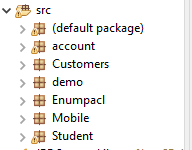 src
(default package)
account
Customers
demo
Enumpacl
Mobile
Student